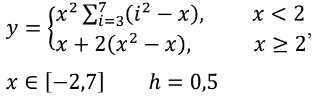 y = { x² ∑_{i=3}^{7}(i² − x), x < 2
x + 2(x² − x), x ≥ 2 ,
x ∈ [−2,7] h = 0,5